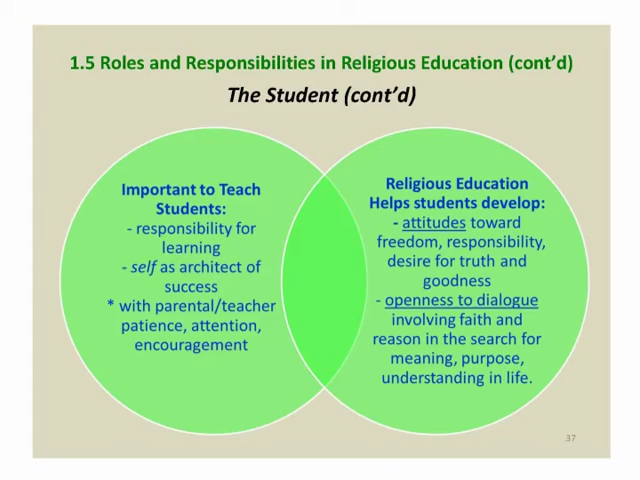 1.5 Roles and Responsibilities in Religious Education (cont'd)
The Student (cont'd)
Important to Teach
Students:
- responsibility for
learning
- self as architect of
success
* with parental/teacher
patience, attention,
encouragement
Religious Education
Helps students develop:
- attitudes toward
freedom, responsibility,
desire for truth and
goodness
- openness to dialogue
involving faith and
reason in the search for
meaning, purpose,
understanding in life.
37